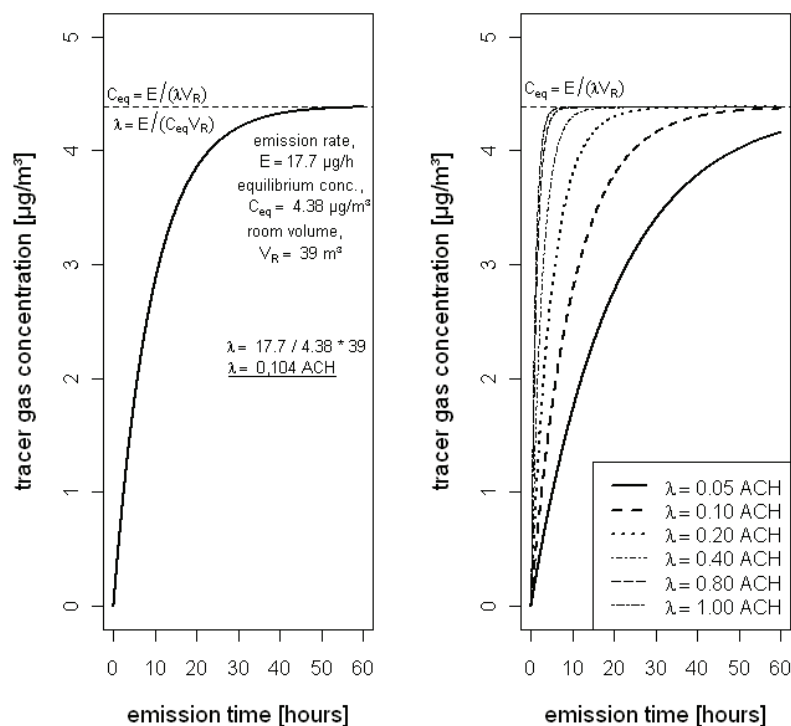 tracer gas concentration [µg/m³]
5
4
3
2
1
0
C_eq = E/(λV_R)
λ = E/(C_eqV_R)
emission rate,
E = 17.7 µg/h
equilibrium conc.,
C_eq = 4.38 µg/m³
room volume,
V_R = 39 m³
λ = 17.7 / 4.38 * 39
λ = 0,104 ACH
0 10 20 30 40 50 60
emission time [hours]
tracer gas concentration [µg/m³]
5
4
3
2
1
0
C_eq = E/(λV_R)
λ = 0.05 ACH
λ = 0.10 ACH
λ = 0.20 ACH
λ = 0.40 ACH
λ = 0.80 ACH
λ = 1.00 ACH
0 10 20 30 40 50 60
emission time [hours]